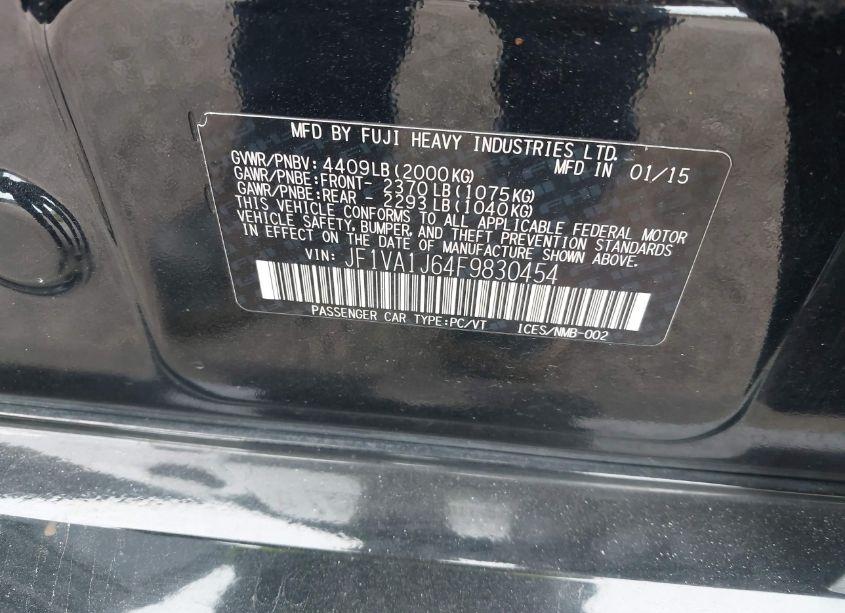 MFD BY FUJI HEAVY INDUSTRIES LTD.
GVWR/PNBV: 4409LB(2000KG) MFD IN 01/15
GAWR/PNBE:FRONT- 2370LB(1075KG)
GAWR/PNBE:REAR - 2293LB(1040KG)
THIS VEHICLE CONFORMS TO ALL APPLICABLE FEDERAL MOTOR
VEHICLE SAFETY, BUMPER, AND THEFT PREVENTION STANDARDS
IN EFFECT ON THE DATE OF MANUFACTURE SHOWN ABOVE.
VIN: JF1VA1J64F9830454
PASSENGER CAR TYPE:PC/VT ICES/NMB-002